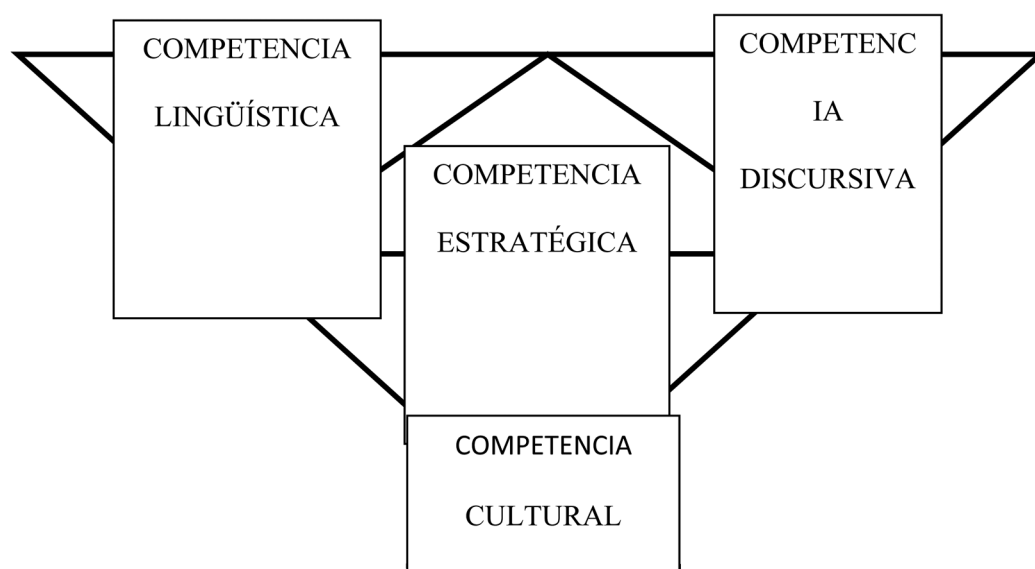 COMPETENCIA
LINGÜÍSTICA
COMPETENC
IA
DISCURSIVA
COMPETENCIA
ESTRATÉGICA
COMPETENCIA
CULTURAL